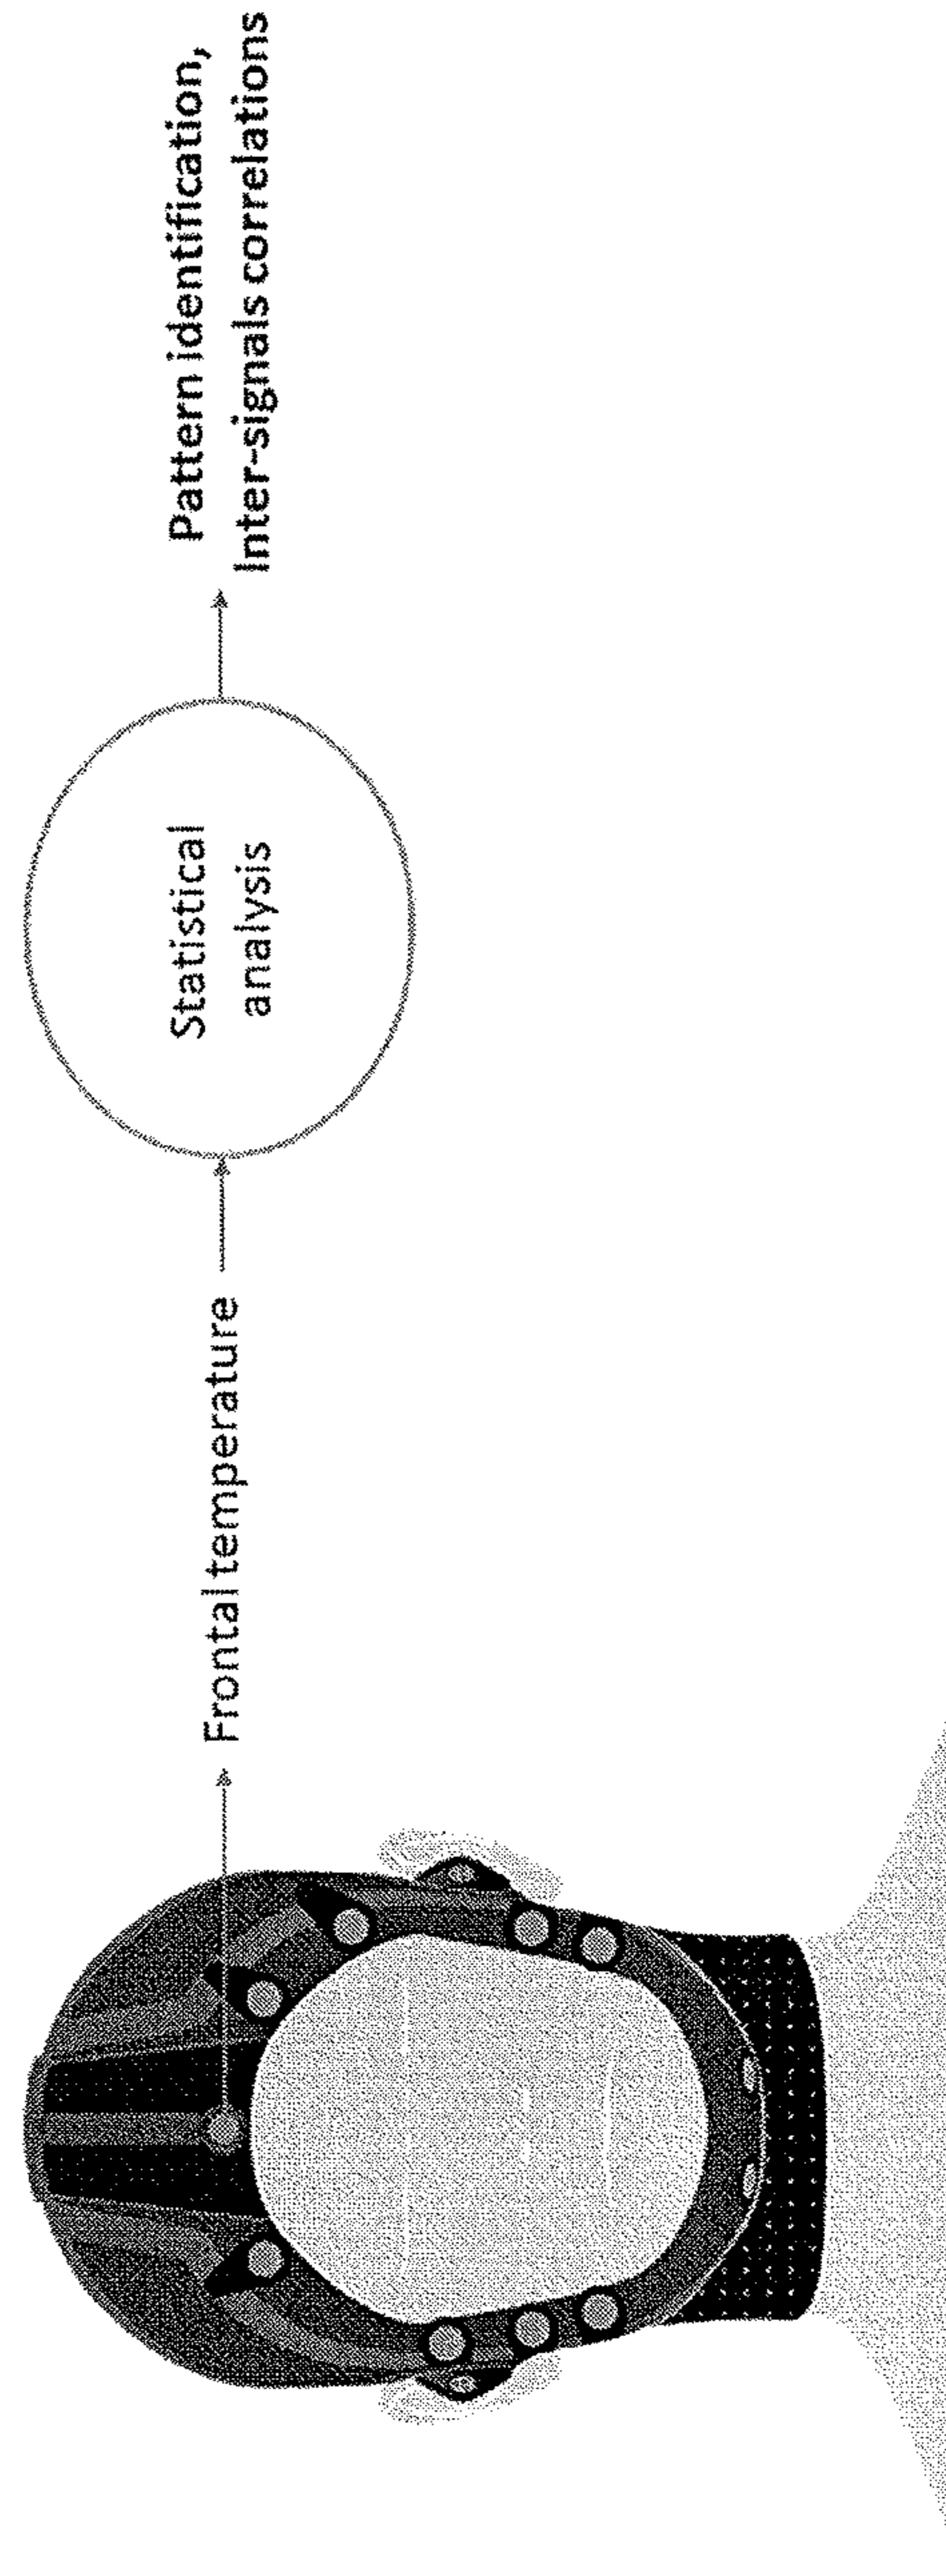 Frontal temperature
Statistical
analysis
Pattern identification,
Inter-signals correlations